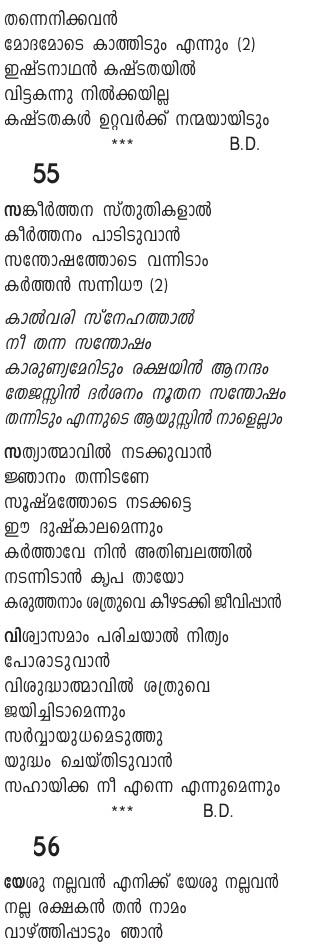 തന്നെനിക്കവൻ
മോദമോടെ കാത്തിടും എന്നും (2)
ഇഷ്ടനാഥൻ കഷ്ടതയിൽ
വിട്ടകന്നു നിൽക്കയില്ല
കഷ്ടതകൾ ഉറ്റവർക്ക് നന്മയായിടും
*** B.D.
55
സങ്കീർത്തന സ്തുതികളാൽ
കീർത്തനം പാടിടുവാൻ
സന്തോഷത്തോടെ വന്നിടാം
കർത്തൻ സന്നിധൗ (2)
കാൽവരി സ്നേഹത്താൽ
നീ തന്ന സന്തോഷം
കാരുണ്യമേറിടും രക്ഷയിൻ ആനന്ദം
തേജസ്സിൻ ദർശനം നൂതന സന്തോഷം
തന്നിടും എന്നുടെ ആയുസ്സിൻ നാളെല്ലാം
സത്യാത്മാവിൽ നടക്കുവാൻ
ജ്ഞാനം തന്നിടണേ
സൂഷ്മത്തോടെ നടക്കട്ടെ
ഈ ദുഷ്കാലമെന്നും
കർത്താവേ നിൻ അതിബലത്തിൽ
നടന്നിടാൻ കൃപ തായോ
കരുത്തനാം ശത്രുവെ കീഴടക്കി ജീവിപ്പാൻ
വിശ്വാസമാം പരിചയാൽ നിത്യം
പോരാടുവാൻ
വിശുദ്ധാത്മാവിൽ ശത്രുവെ
ജയിച്ചിടാമെന്നും
സർവ്വായുധമെടുത്തു
യുദ്ധം ചെയ്തിടുവാൻ
സഹായിക്ക നീ എന്നെ എന്നുമെന്നും
*** B.D.
56
യേശു നല്ലവൻ എനിക്ക് യേശു നല്ലവൻ
നല്ല രക്ഷകൻ തൻ നാമം
വാഴ്ത്തിപ്പാടും ഞാൻ